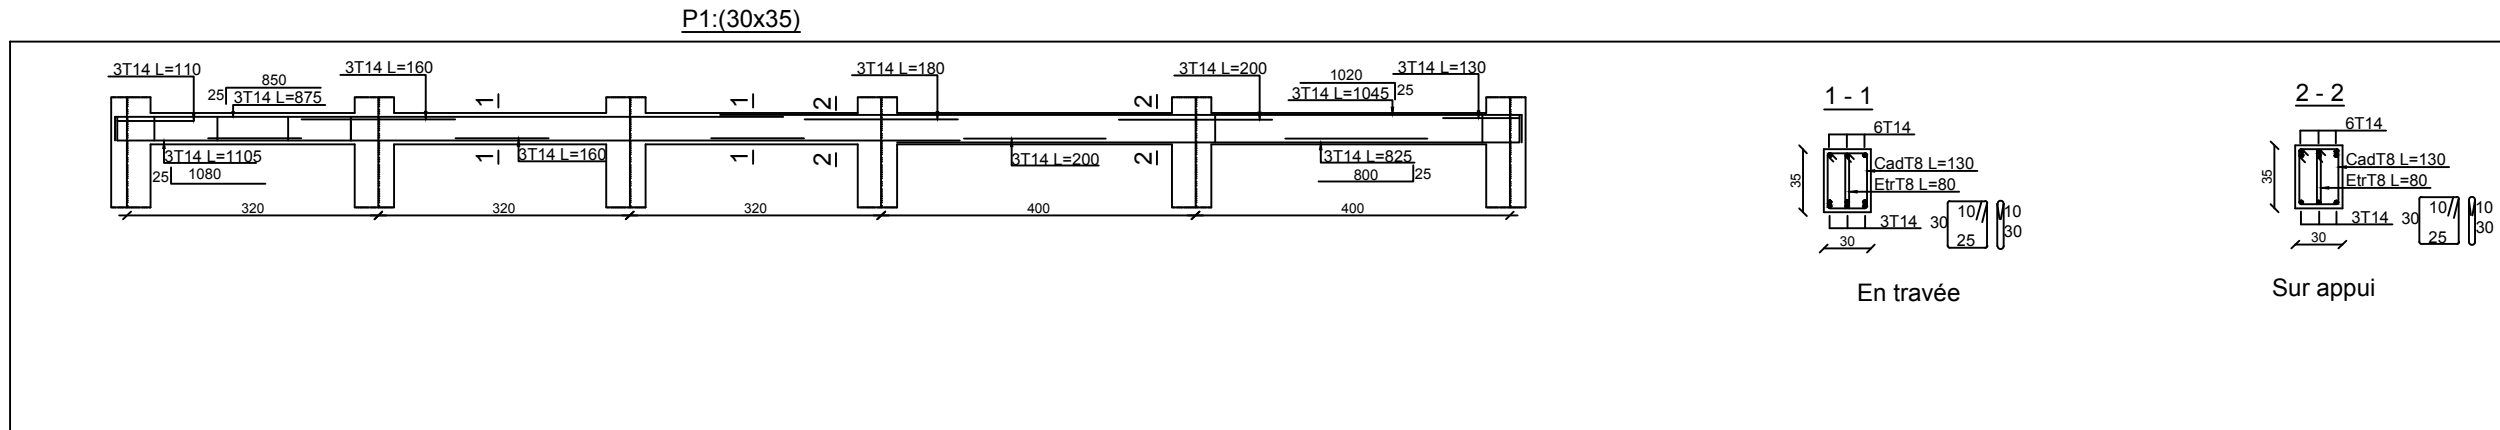 P1:(30x35)
3T14 L=110
850
25
3T14 L=875
3T14 L=160
3T14 L=180
3T14 L=200
1020
25
3T14 L=1045
3T14 L=130
1
1
2
2
3T14 L=1105
25
1080
1
3T14 L=160
1
2
3T14 L=200
2
3T14 L=825
800
25
320
320
320
400
400
1 - 1
6T14
CadT8 L=130
EtrT8 L=80
35
3T14
30
30
10
25
10
30
En travée
2 - 2
6T14
CadT8 L=130
EtrT8 L=80
35
3T14
30
30
10
25
10
30
Sur appui